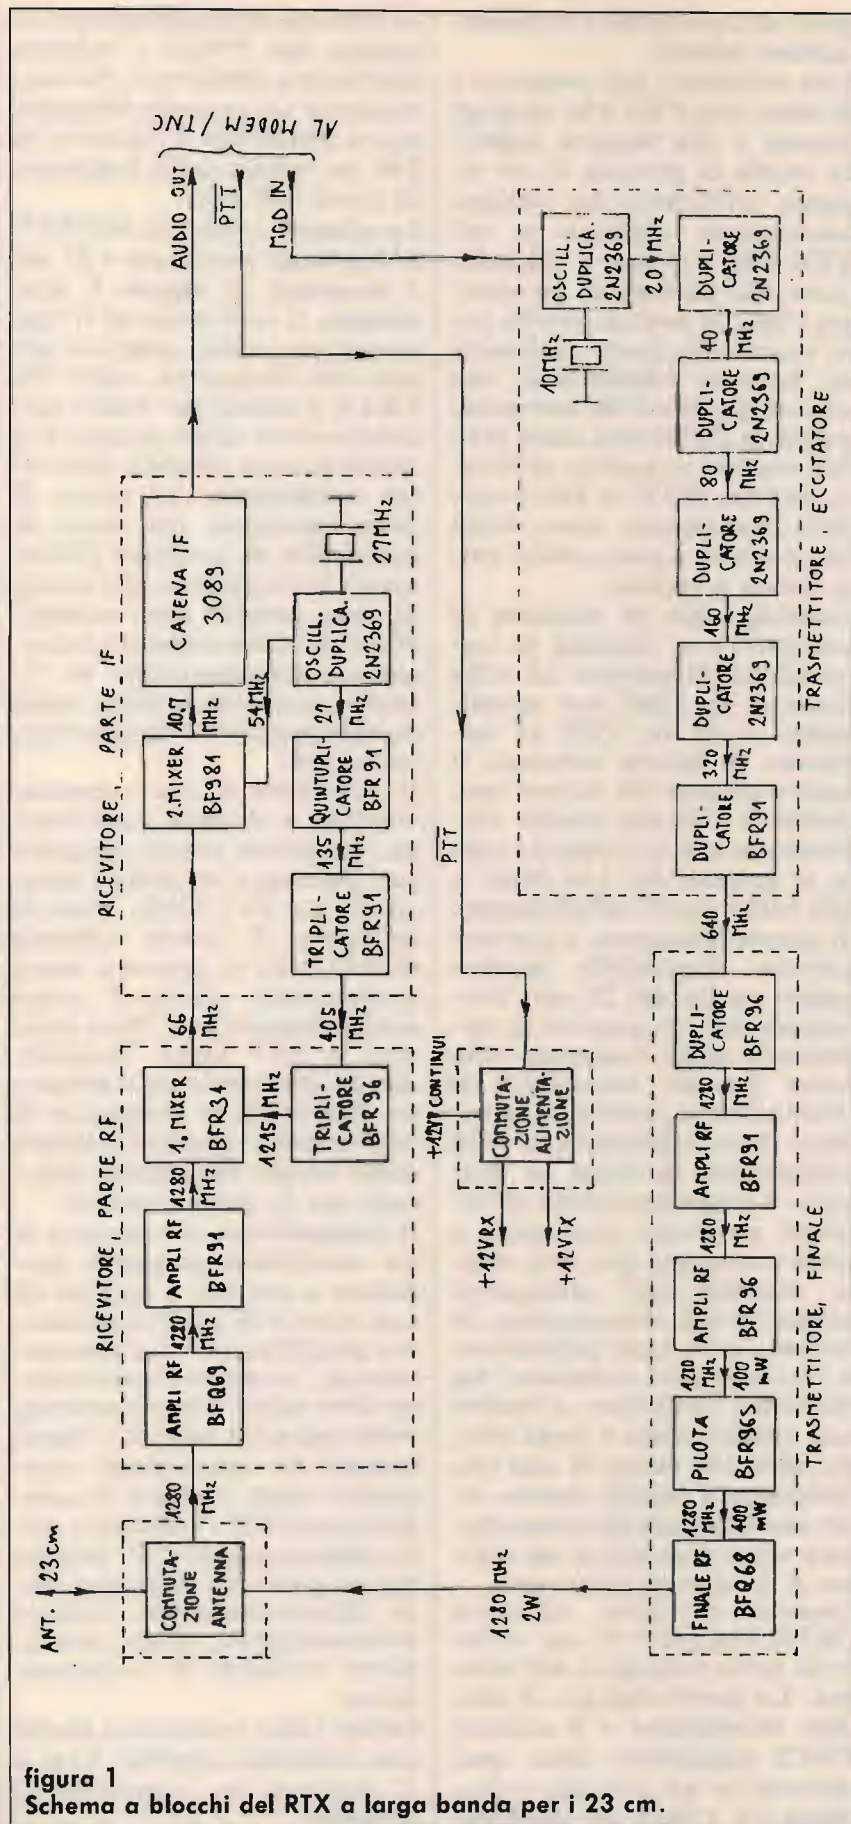 ANT. 23 cm
COMMUTA-
ZIONE
ANTENNA
1280
MHz
RICEVITORE, PARTE RF
AMPLI RF
BFQ69
1280
MHz
AMPLI RF
BFR91
1280
MHz
1. MIXER
BFR34
1215 MHz
TRIPLI-
CATORE
BFR96
66
MHz
405
MHz
RICEVITORE, PARTE IF
2. MIXER
BF981
10,7
MHz
CATENA IF
3089
54MHz
OSCILL.
DUPLICA.
2N2369
27MHz
27
MHz
QUINTUPLI-
CATORE
BFR91
135
MHz
TRIPLI-
CATORE
BFR91
AUDIO OUT
PTT
MOD IN
AL MODEM / TNC
PTT
+12V CONTINUI
COMMUTA-
ZIONE
ALIMENTA-
ZIONE
+12VRX
+12VTX
OSCILL.
DUPLICA.
2N2369
10MHz
20 MHz
DUPLI-
CATORE
2N2369
40
MHz
DUPLI-
CATORE
2N2369
80
MHz
DUPLI-
CATORE
2N2369
160
MHz
DUPLI-
CATORE
2N2369
320
MHz
DUPLI-
CATORE
BFR91
TRASMETTITORE, ECCITATORE
640
MHz
DUPLI-
CATORE
BFR96
1280
MHz
AMPLI RF
BFR91
1280
MHz
AMPLI RF
BFR96
1280
MHz
100
mW
PILOTA
BFR96S
1280
MHz
400
mW
FINALE RF
BFQ68
TRASMETTITORE, FINALE
1280 MHz
2W
figura 1
Schema a blocchi del RTX a larga banda per i 23 cm.